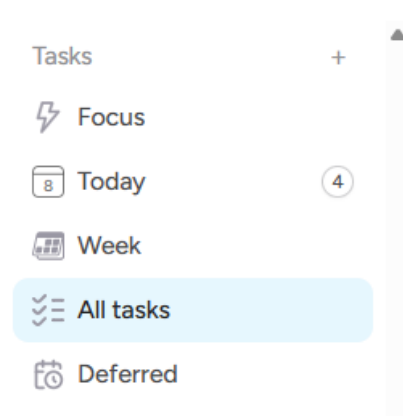 Tasks +
Focus
8 Today 4
Week
All tasks
Deferred